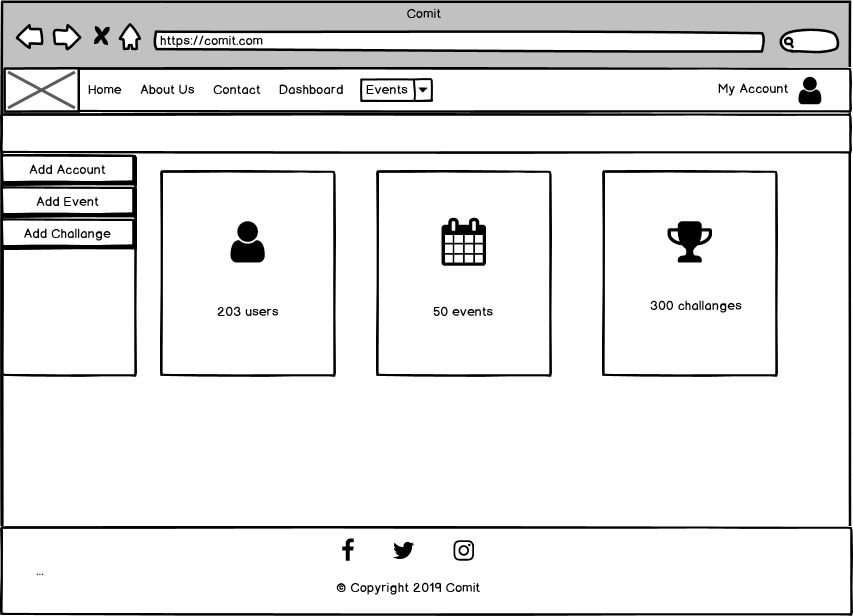 Comit
https://comit.com
Home About Us Contact Dashboard Events My Account
Add Account
Add Event
Add Challange
203 users
50 events
300 challanges
...
© Copyright 2019 Comit